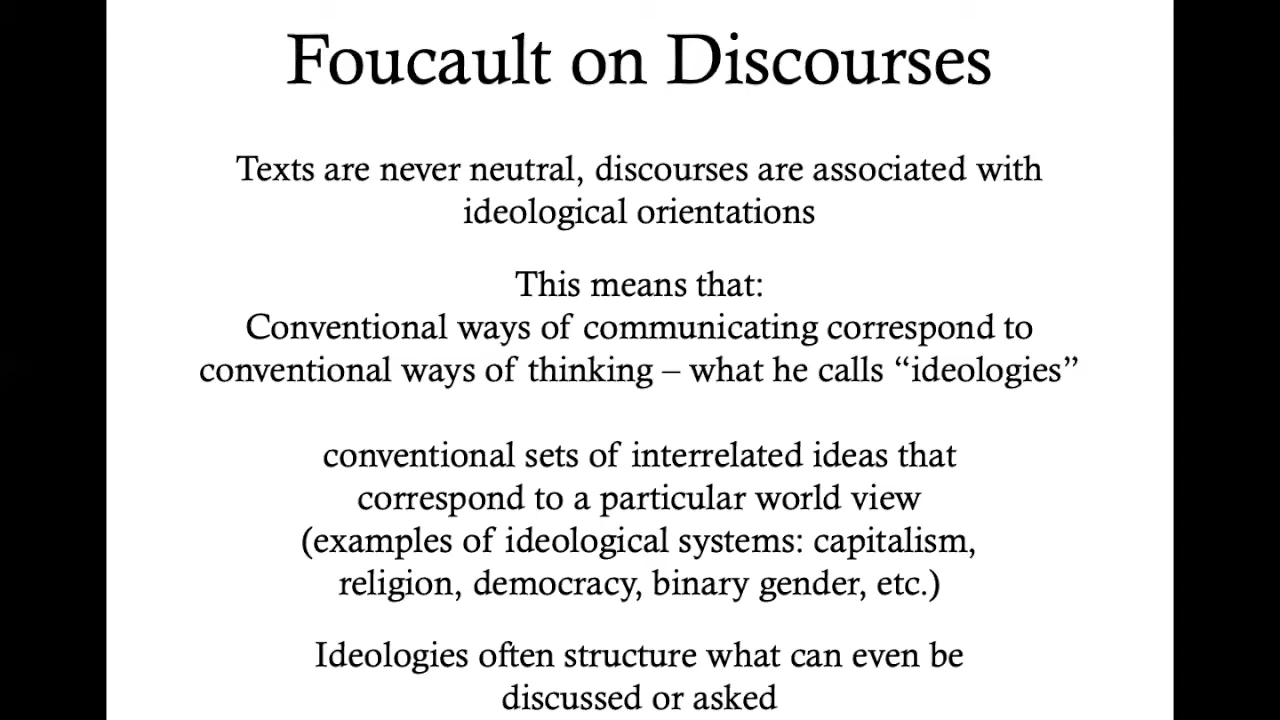 Foucault on Discourses
Texts are never neutral, discourses are associated with
ideological orientations
This means that:
Conventional ways of communicating correspond to
conventional ways of thinking – what he calls “ideologies”
conventional sets of interrelated ideas that
correspond to a particular world view
(examples of ideological systems: capitalism,
religion, democracy, binary gender, etc.)
Ideologies often structure what can even be
discussed or asked